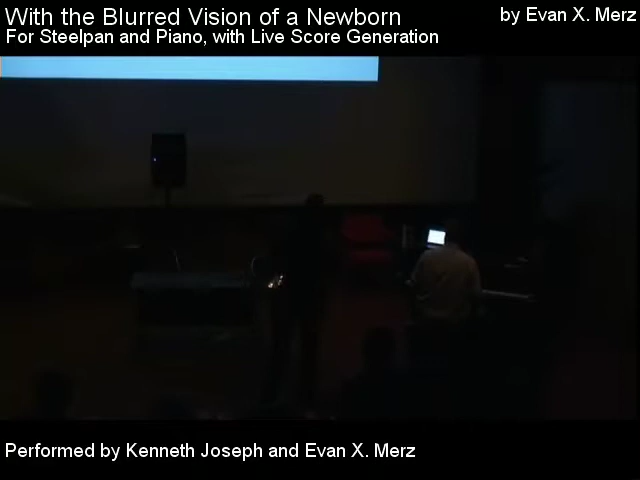 With the Blurred Vision of a Newborn
by Evan X. Merz
For Steelpan and Piano, with Live Score Generation
Performed by Kenneth Joseph and Evan X. Merz